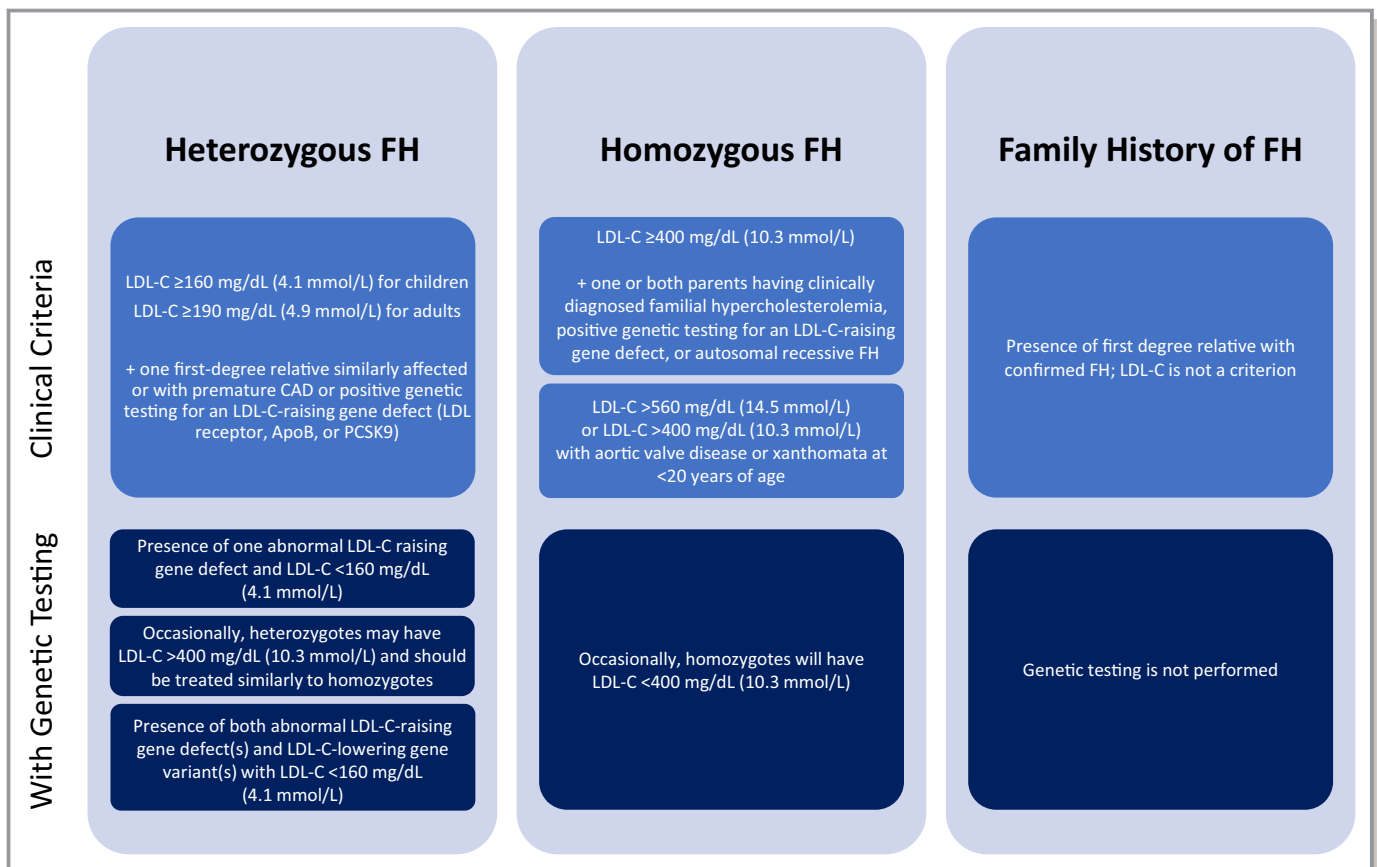 Heterozygous FH
Homozygous FH
Family History of FH
Clinical Criteria
LDL-C ≥160 mg/dL (4.1 mmol/L) for children
LDL-C ≥190 mg/dL (4.9 mmol/L) for adults
+ one first-degree relative similarly affected
or with premature CAD or positive genetic
testing for an LDL-C-raising gene defect (LDL
receptor, ApoB, or PCSK9)
LDL-C ≥400 mg/dL (10.3 mmol/L)
+ one or both parents having clinically
diagnosed familial hypercholesterolemia,
positive genetic testing for an LDL-C-raising
gene defect, or autosomal recessive FH
LDL-C >560 mg/dL (14.5 mmol/L)
or LDL-C >400 mg/dL (10.3 mmol/L)
with aortic valve disease or xanthomata at
<20 years of age
Presence of first degree relative with
confirmed FH; LDL-C is not a criterion
With Genetic Testing
Presence of one abnormal LDL-C raising
gene defect and LDL-C <160 mg/dL
(4.1 mmol/L)
Occasionally, heterozygotes may have
LDL-C >400 mg/dL (10.3 mmol/L) and should
be treated similarly to homozygotes
Presence of both abnormal LDL-C-raising
gene defect(s) and LDL-C-lowering gene
variant(s) with LDL-C <160 mg/dL
(4.1 mmol/L)
Occasionally, homozygotes will have
LDL-C <400 mg/dL (10.3 mmol/L)
Genetic testing is not performed